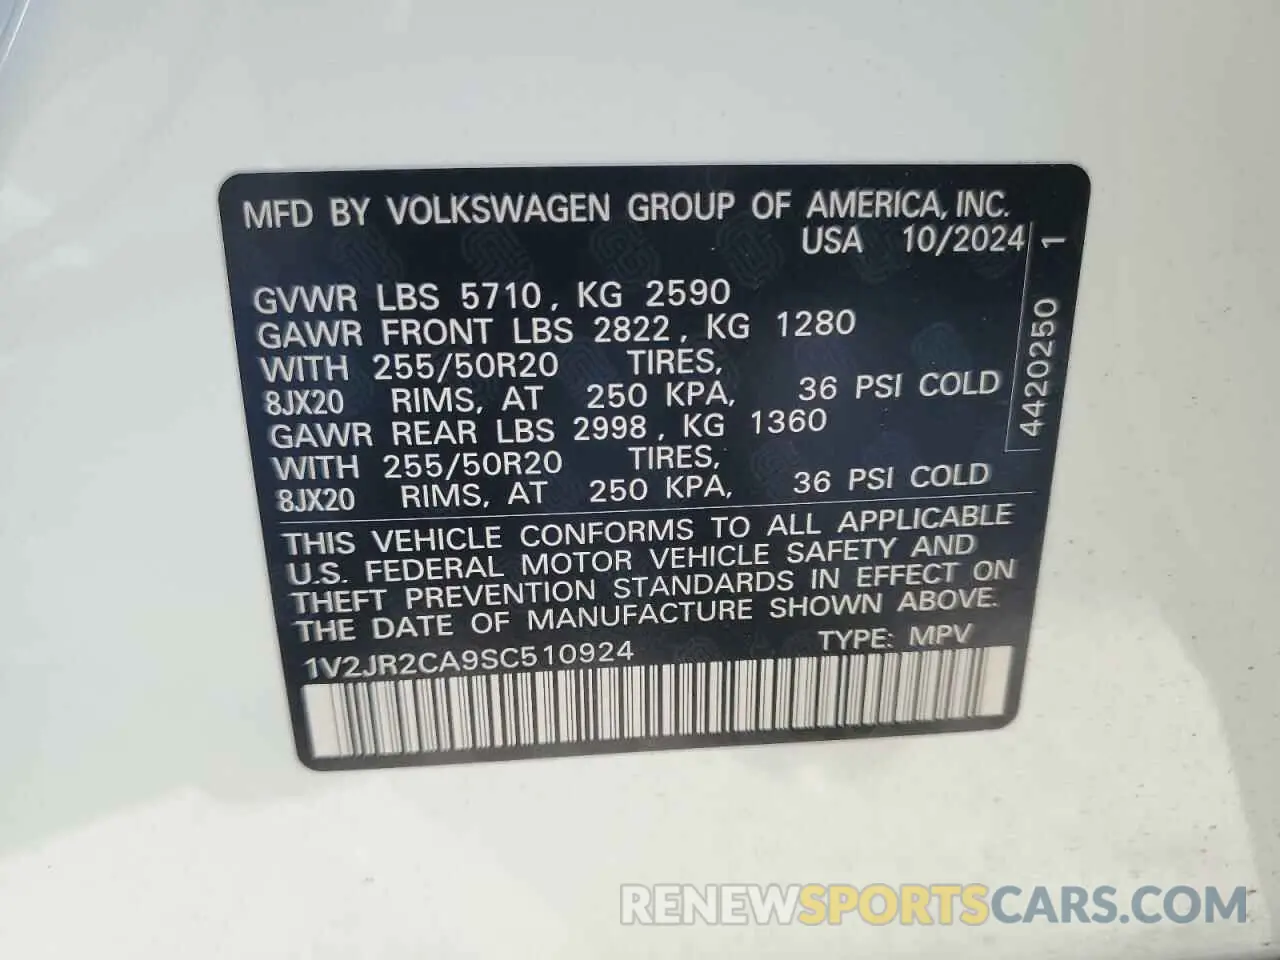 MFD BY VOLKSWAGEN GROUP OF AMERICA, INC.
USA 10/2024
GVWR LBS 5710, KG 2590
GAWR FRONT LBS 2822, KG 1280
WITH 255/50R20 TIRES,
8JX20 RIMS, AT 250 KPA, 36 PSI COLD
GAWR REAR LBS 2998, KG 1360
WITH 255/50R20 TIRES,
8JX20 RIMS, AT 250 KPA, 36 PSI COLD
THIS VEHICLE CONFORMS TO ALL APPLICABLE
U.S. FEDERAL MOTOR VEHICLE SAFETY AND
THEFT PREVENTION STANDARDS IN EFFECT ON
THE DATE OF MANUFACTURE SHOWN ABOVE.
1V2JR2CA9SC510924 TYPE: MPV
4420250 1
RENEWSPORTSCARS.COM